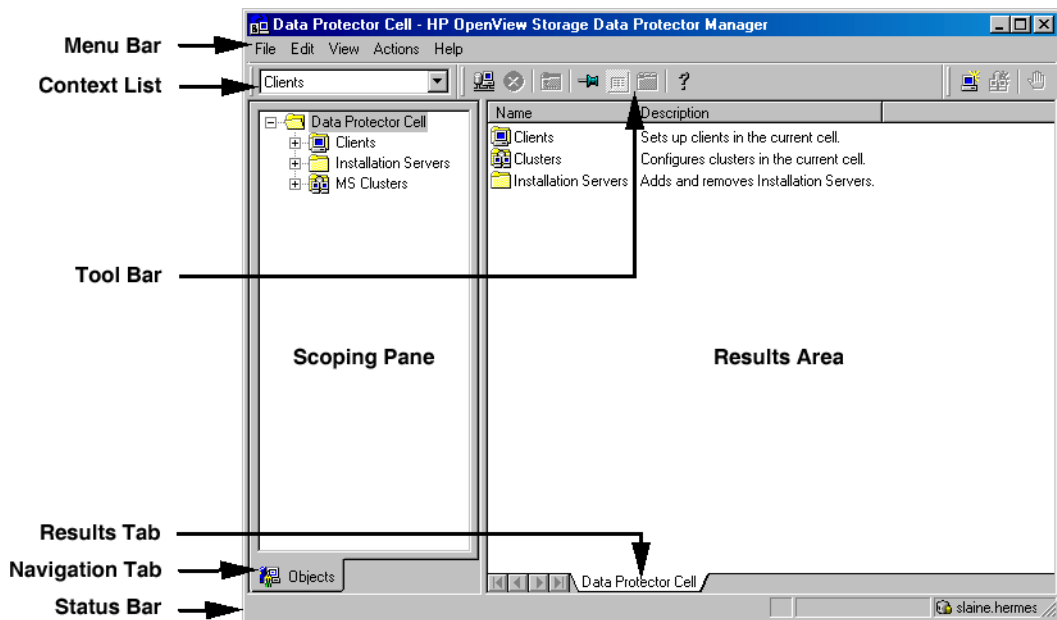 Data Protector Cell - HP OpenView Storage Data Protector Manager
Menu Bar
File Edit View Actions Help
Context List
Clients
?
Name Description
Data Protector Cell
Clients
Installation Servers
MS Clusters
Clients Sets up clients in the current cell.
Clusters Configures clusters in the current cell.
Installation Servers Adds and removes Installation Servers.
Tool Bar
Scoping Pane
Results Area
Results Tab
Navigation Tab
Objects
Data Protector Cell
Status Bar
slaine.hermes